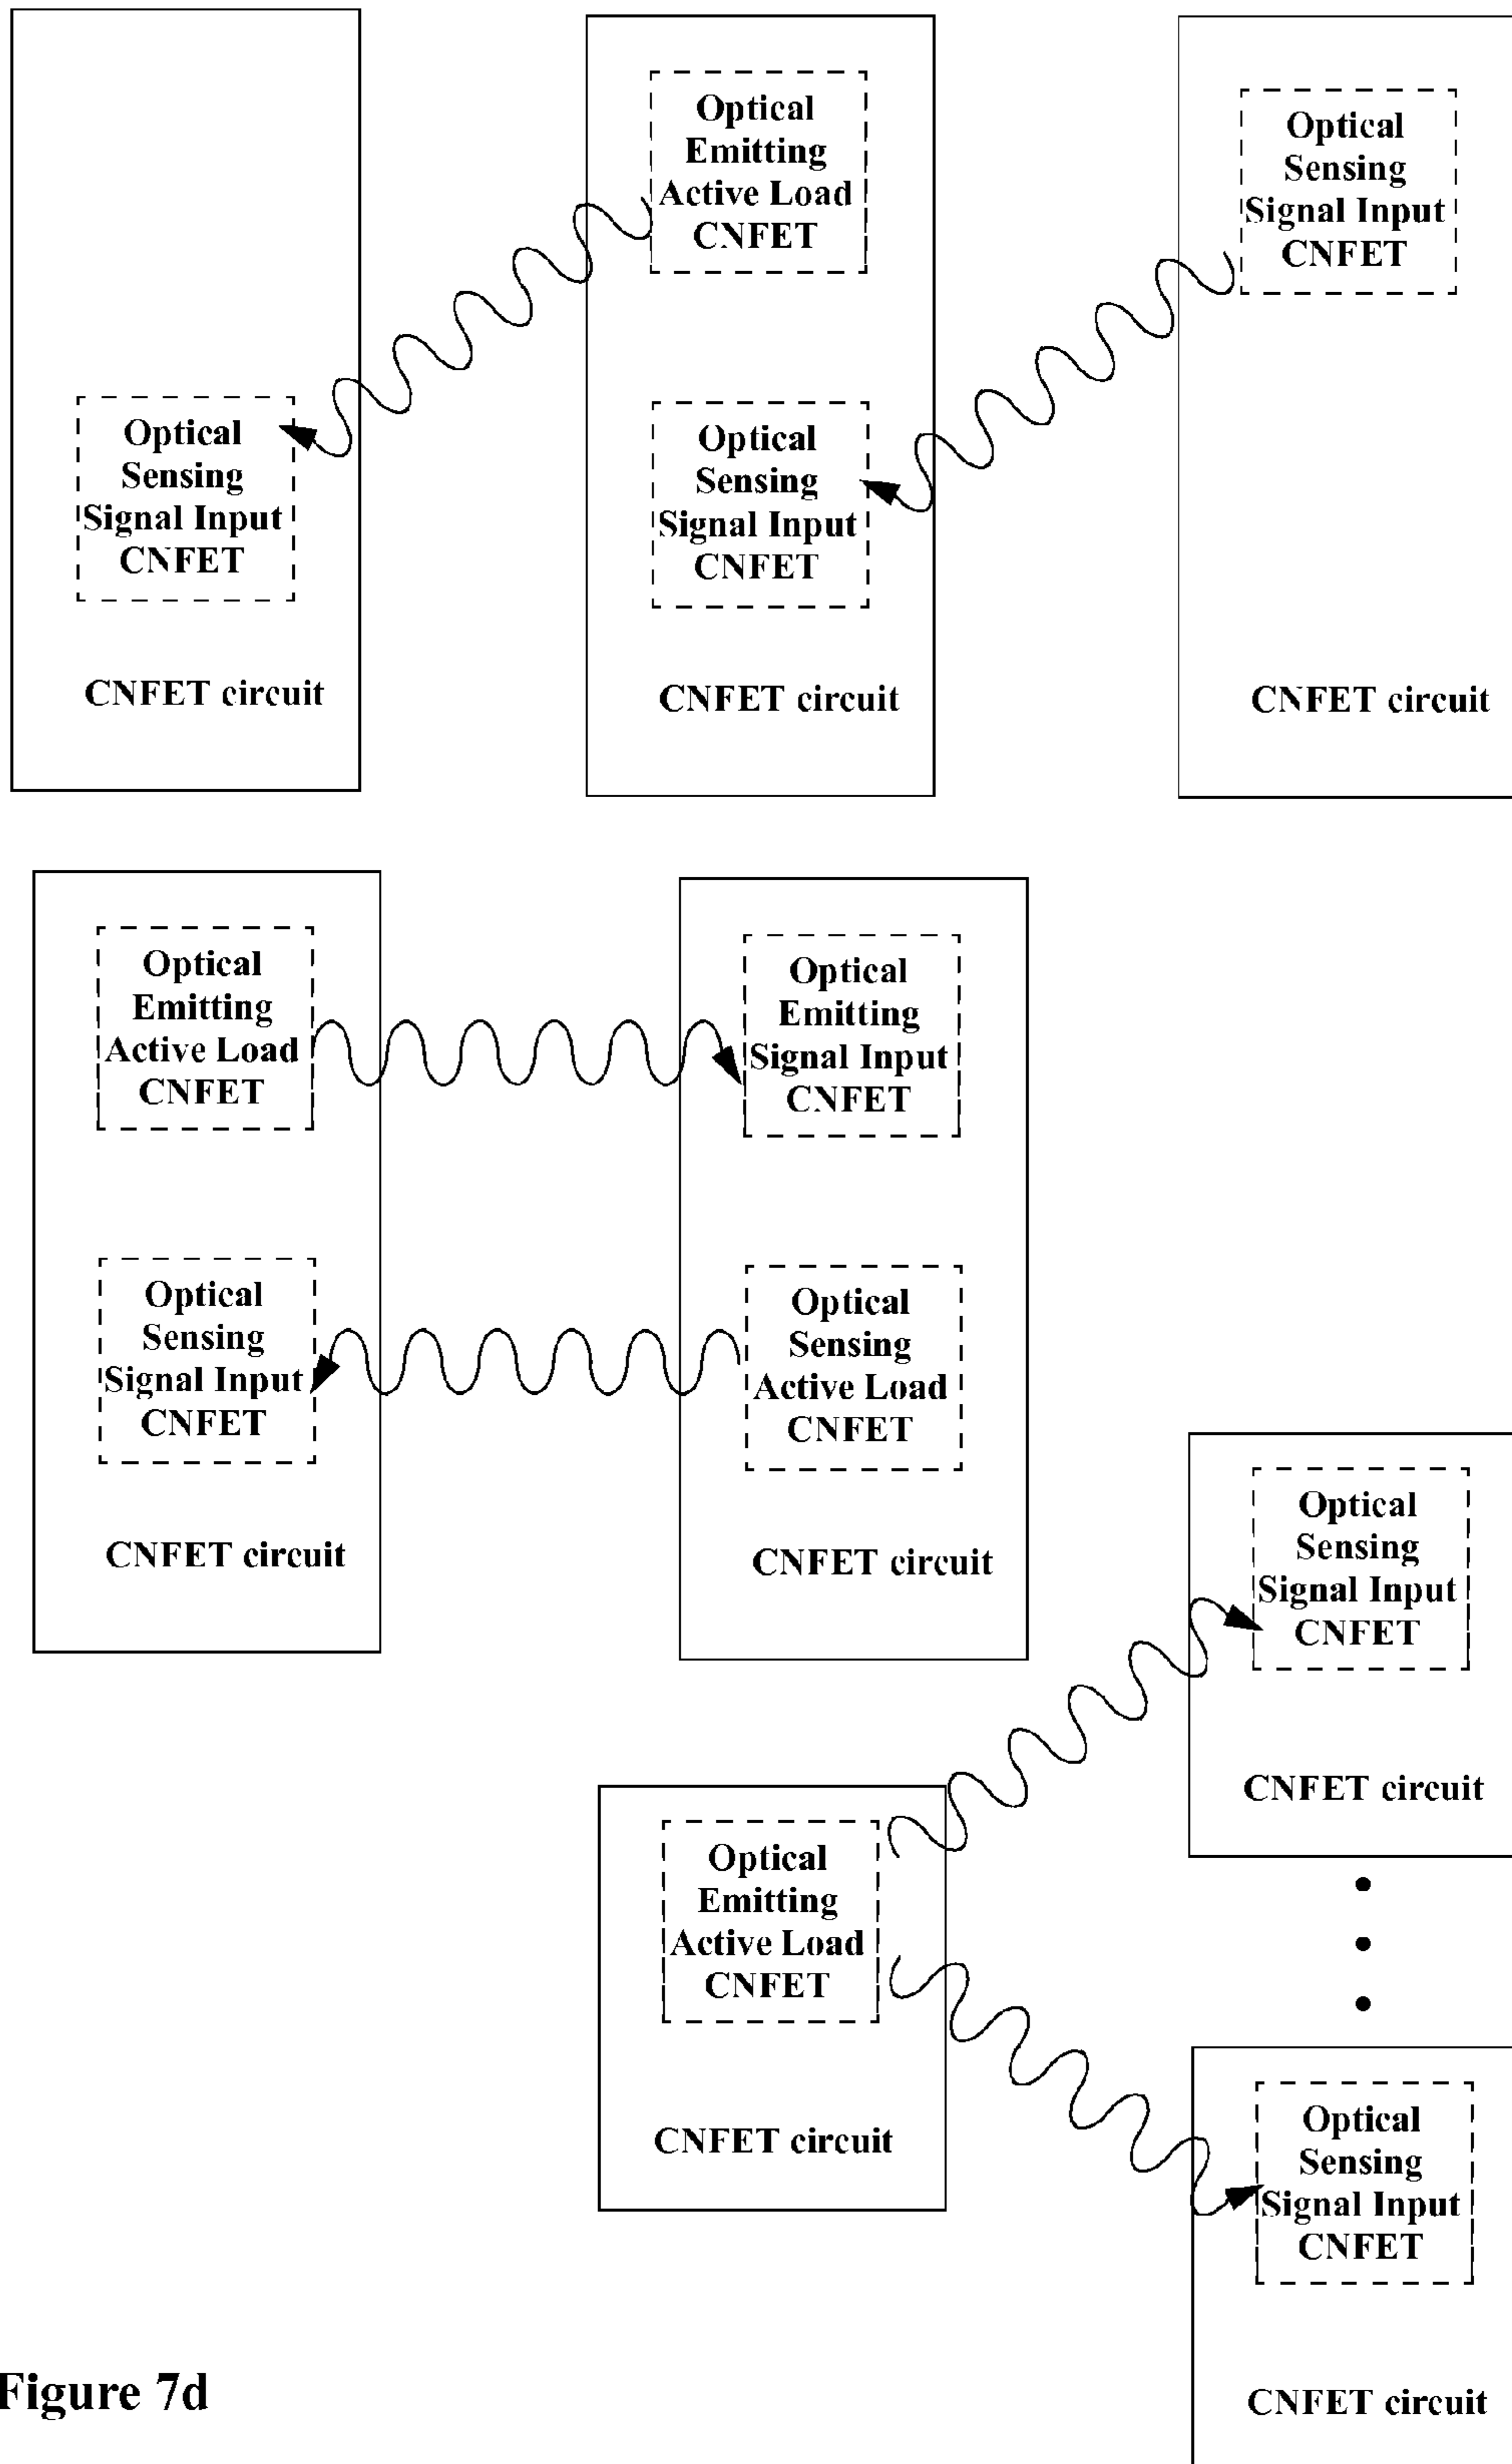 Optical
Emitting
Active Load
CNFET
Optical
Sensing
Signal Input
CNFET
Optical
Sensing
Signal Input
CNFET
Optical
Sensing
Signal Input
CNFET
CNFET circuit
CNFET circuit
CNFET circuit
Optical
Emitting
Active Load
CNFET
Optical
Emitting
Signal Input
CNFET
Optical
Sensing
Signal Input
CNFET
Optical
Sensing
Active Load
CNFET
CNFET circuit
CNFET circuit
Optical
Sensing
Signal Input
CNFET
CNFET circuit
Optical
Emitting
Active Load
CNFET
CNFET circuit
Optical
Sensing
Signal Input
CNFET
CNFET circuit
Figure 7d